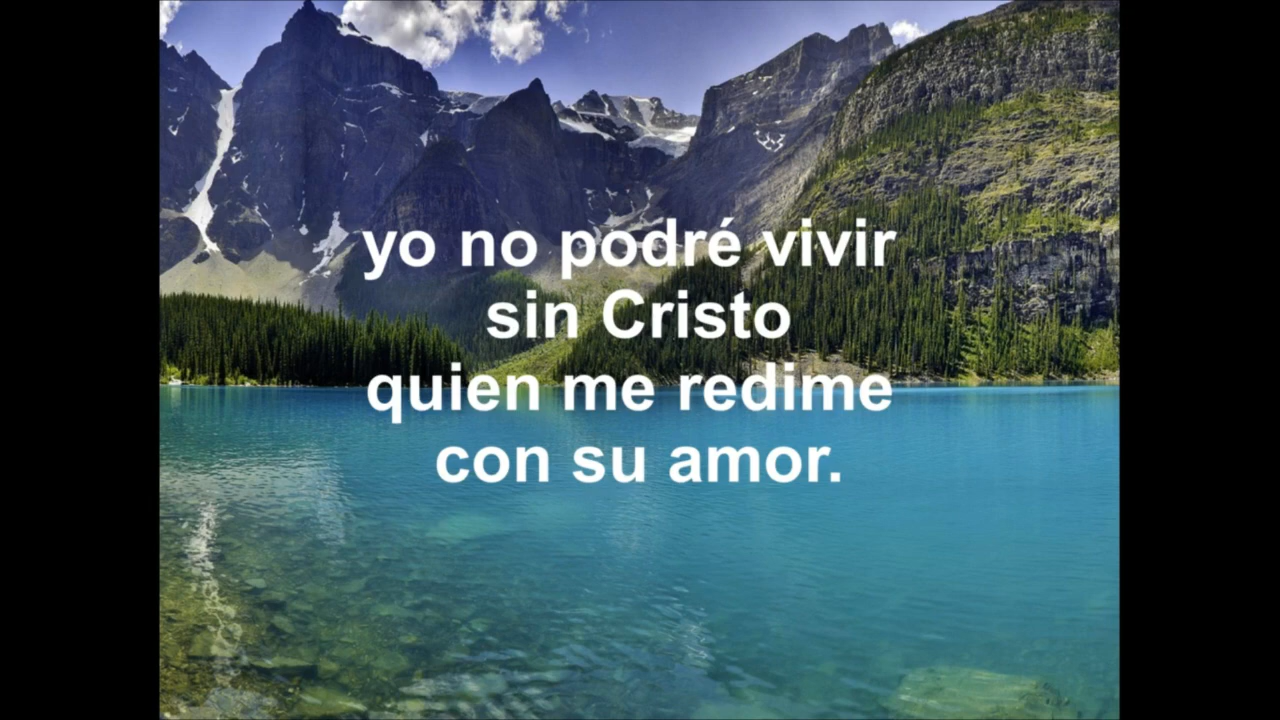 yo no podré vivir
sin Cristo
quien me redime
con su amor.